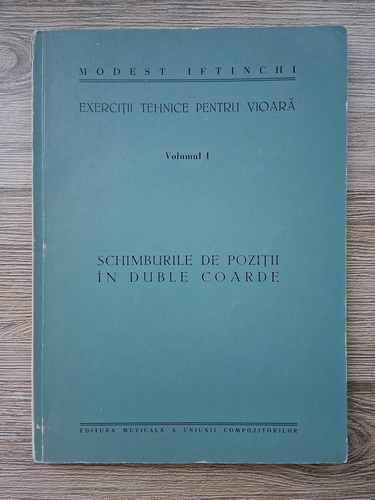 MODEST IFTINCHI
EXERCIȚII TEHNICE PENTRU VIOARĂ
Volumul I
SCHIMBURILE DE POZIȚII
ÎN DUBLE COARDE
EDITURA MUZICALĂ A UNIUNII COMPOZITORILOR